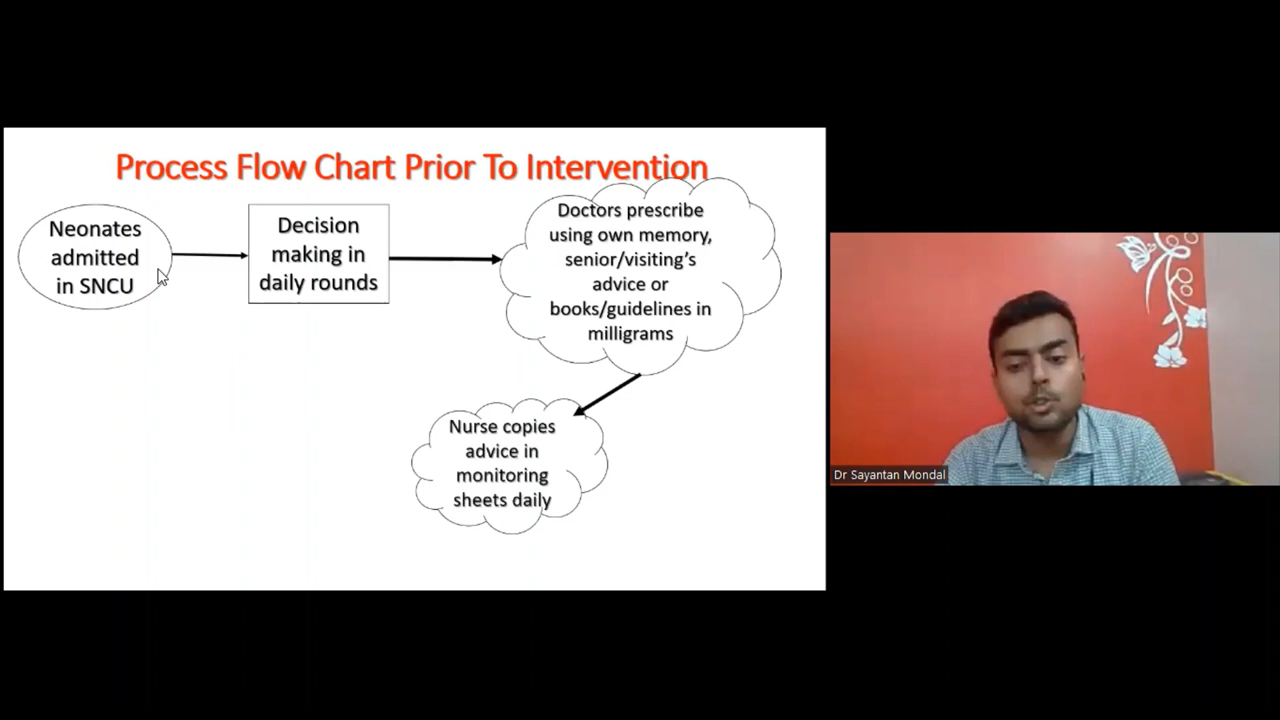 Process Flow Chart Prior To Intervention
Neonates
admitted
in SNCU
Decision
making in
daily rounds
Doctors prescribe
using own memory,
senior/visiting's
advice or
books/guidelines in
milligrams
Nurse copies
advice in
monitoring
sheets daily
Dr Sayantan Mondal